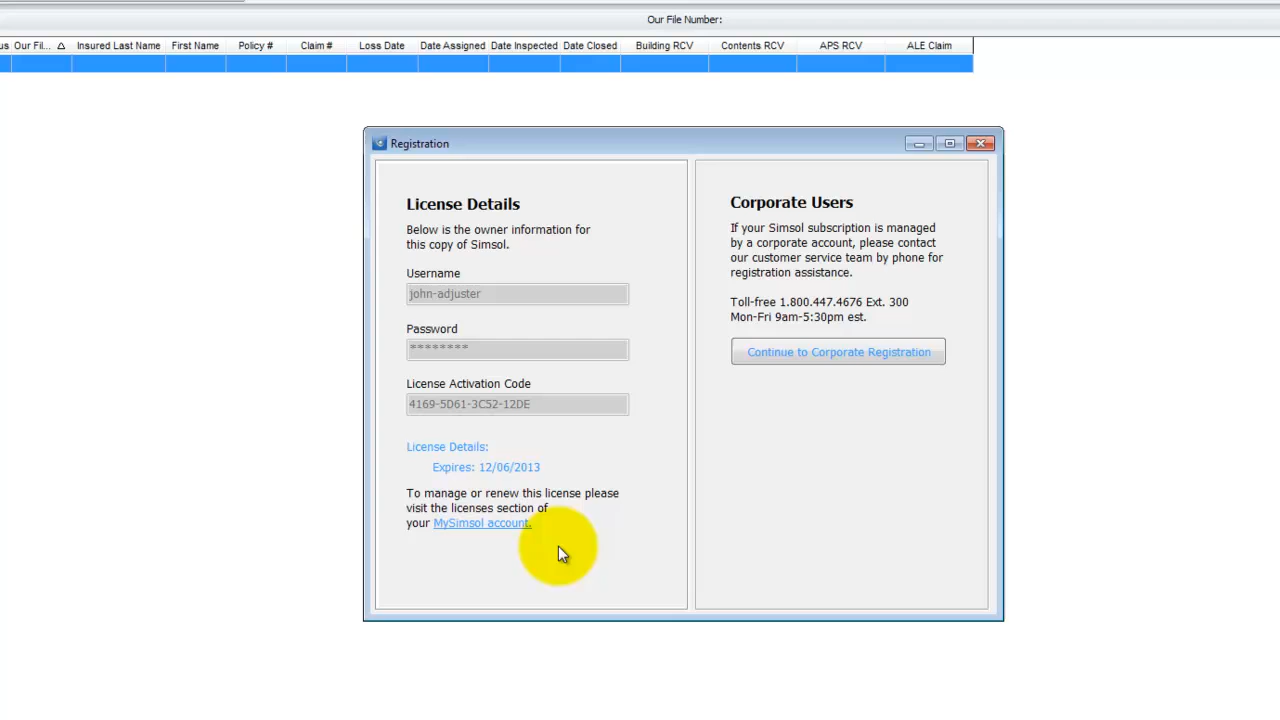 Our File Number:
us Our Fil... △ Insured Last Name First Name Policy # Claim # Loss Date Date Assigned Date Inspected Date Closed Building RCV Contents RCV APS RCV ALE Claim
Registration
License Details
Below is the owner information for
this copy of Simsol.
Username
john-adjuster
Password
********
License Activation Code
4169-5D61-3C52-12DE
License Details:
Expires: 12/06/2013
To manage or renew this license please
visit the licenses section of
your MySimsol account.
Corporate Users
If your Simsol subscription is managed
by a corporate account, please contact
our customer service team by phone for
registration assistance.
Toll-free 1.800.447.4676 Ext. 300
Mon-Fri 9am-5:30pm est.
Continue to Corporate Registration